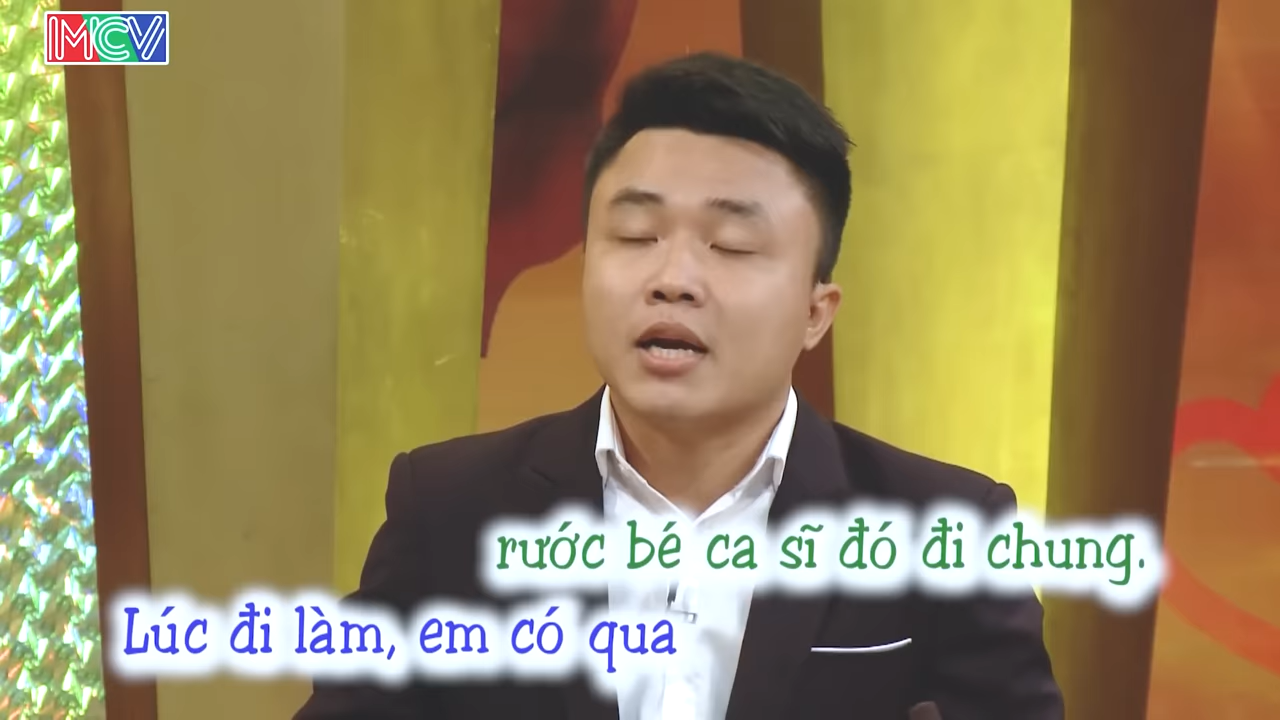 MCV
Lúc đi làm, em có qua
rước bé ca sĩ đó đi chung.